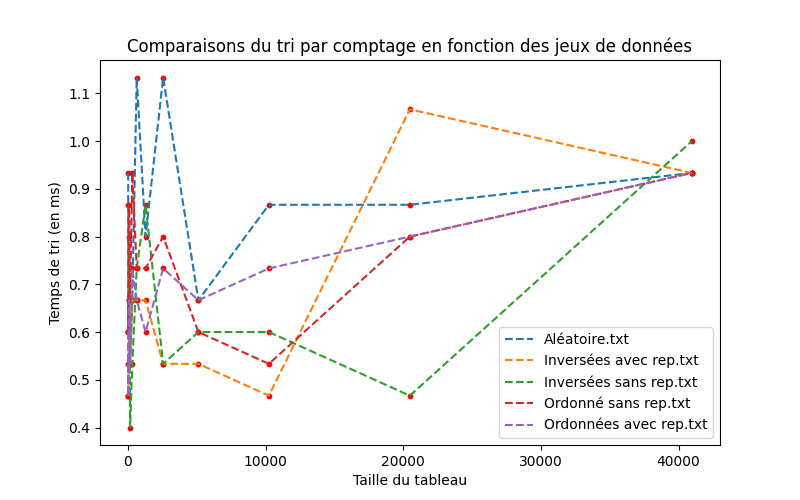 Comparaisons du tri par comptage en fonction des jeux de données
Temps de tri (en ms)
1.1
1.0
0.9
0.8
0.7
0.6
0.5
0.4
Aléatoire.txt
Inversées avec rep.txt
Inversées sans rep.txt
Ordonné sans rep.txt
Ordonnées avec rep.txt
0
10000
20000
30000
40000
Taille du tableau